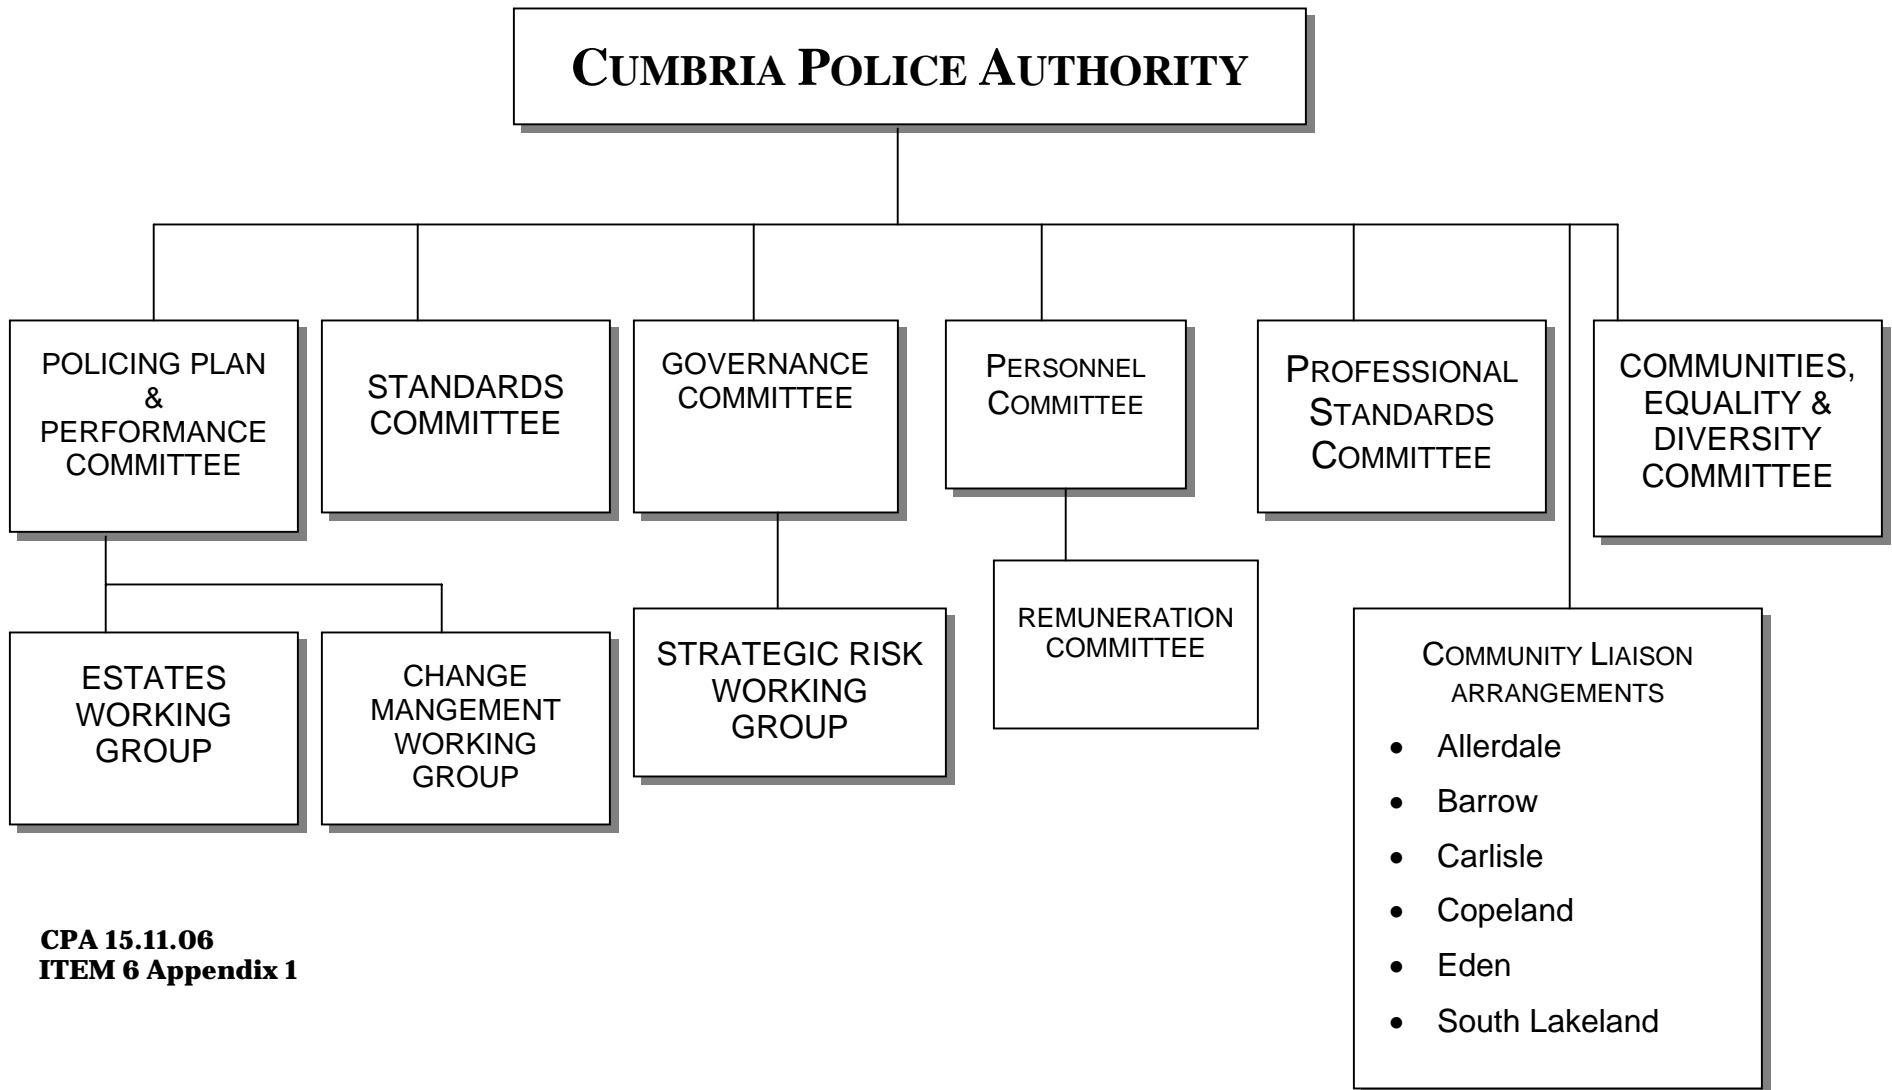 CUMBRIA POLICE AUTHORITY
POLICING PLAN
&
PERFORMANCE
COMMITTEE
STANDARDS
COMMITTEE
GOVERNANCE
COMMITTEE
PERSONNEL
COMMITTEE
PROFESSIONAL
STANDARDS
COMMITTEE
COMMUNITIES,
EQUALITY &
DIVERSITY
COMMITTEE
ESTATES
WORKING
GROUP
CHANGE
MANGEMENT
WORKING
GROUP
STRATEGIC RISK
WORKING
GROUP
REMUNERATION
COMMITTEE
COMMUNITY LIAISON
ARRANGEMENTS
• Allerdale
• Barrow
• Carlisle
• Copeland
• Eden
• South Lakeland
CPA 15.11.06
ITEM 6 Appendix 1